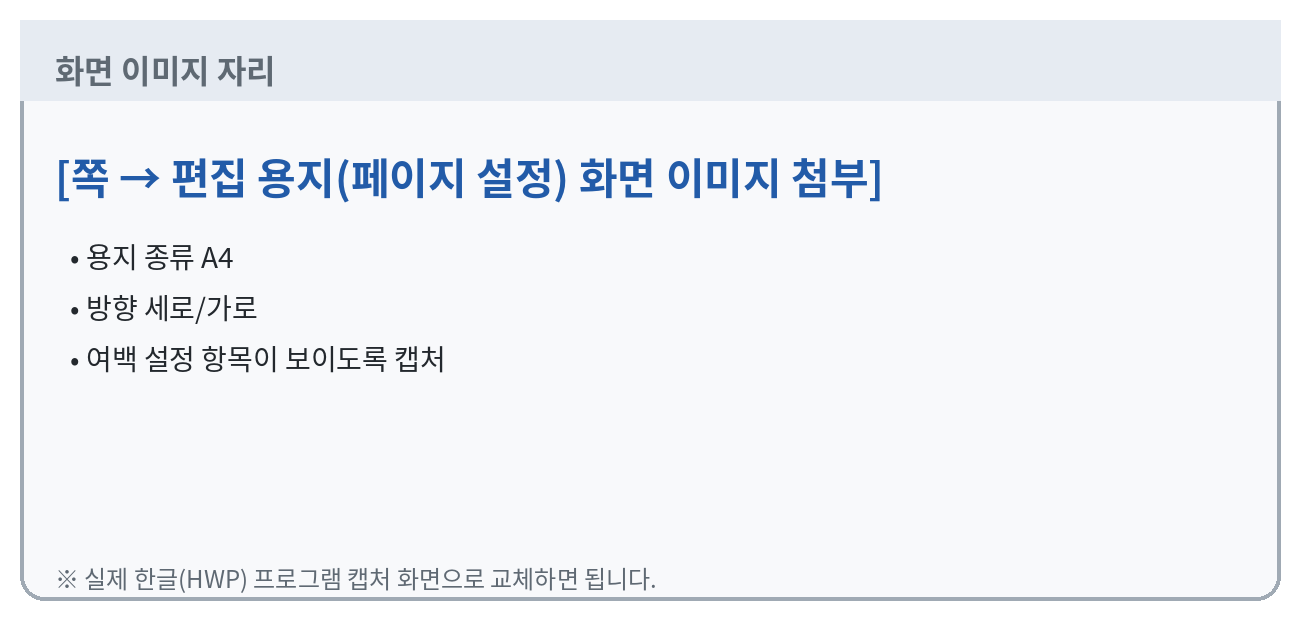 화면 이미지 자리
[쪽 → 편집 용지(페이지 설정) 화면 이미지 첨부]
• 용지 종류 A4
• 방향 세로/가로
• 여백 설정 항목이 보이도록 캡처
※ 실제 한글(HWP) 프로그램 캡처 화면으로 교체하면 됩니다.